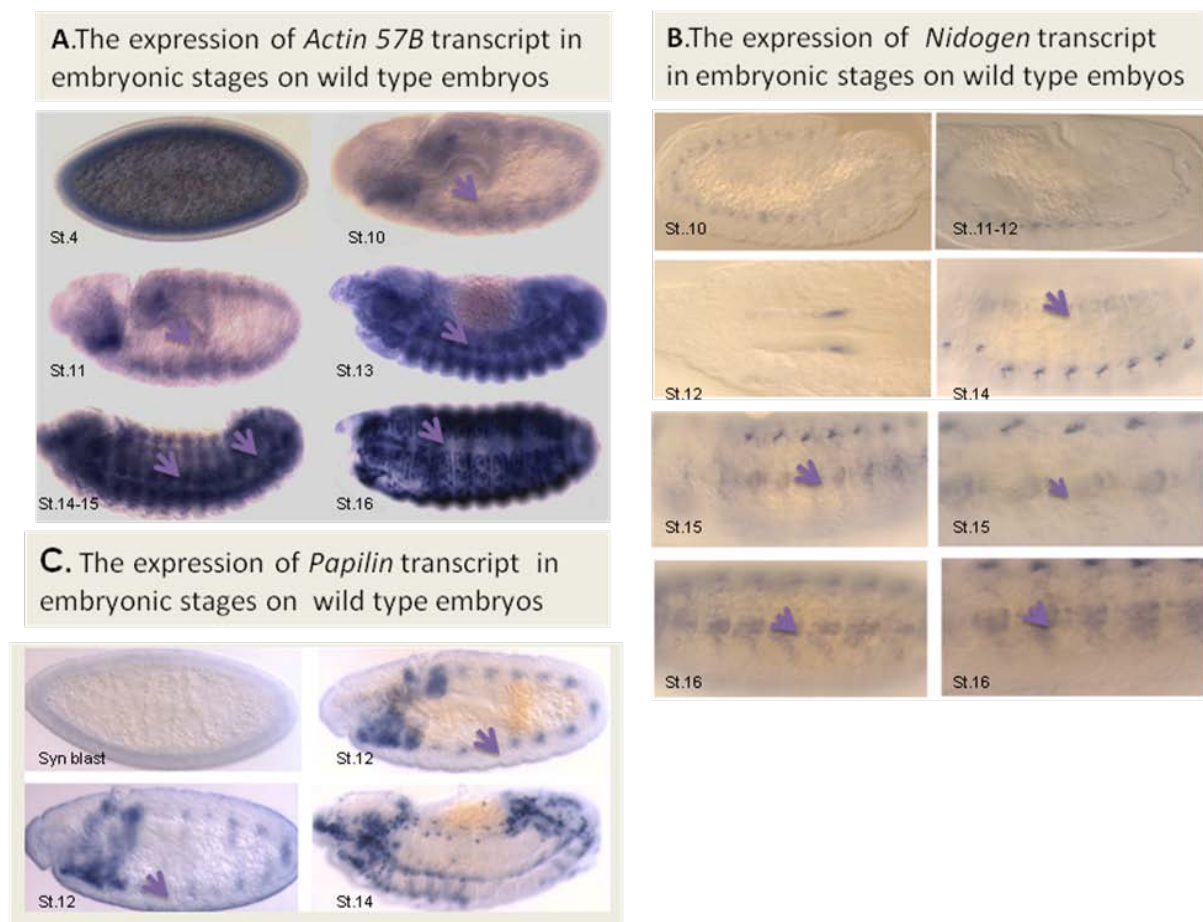 A.The expression of Actin 57B transcript in
embryonic stages on wild type embryos
St.4
St.10
St.11
St.13
St.14-15
St.16
B.The expression of Nidogen transcript
in embryonic stages on wild type embyos
St..10
St..11-12
St.12
St.14
St.15
St.15
St.16
St.16
C. The expression of Papilin transcript in
embryonic stages on wild type embryos
Syn blast
St.12
St.12
St.14